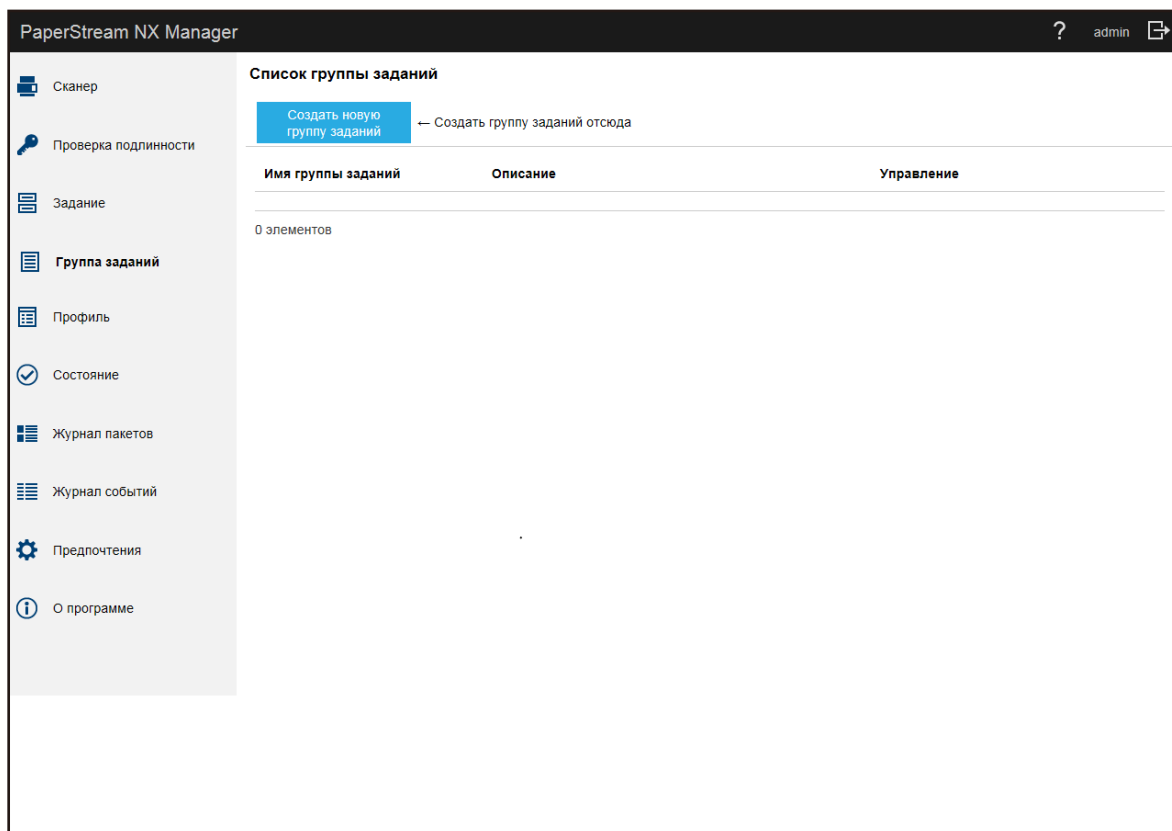 PaperStream NX Manager
? admin
Сканер
Проверка подлинности
Задание
Группа заданий
Профиль
Состояние
Журнал пакетов
Журнал событий
Предпочтения
О программе
Список группы заданий
Создать новую
группу заданий
← Создать группу заданий отсюда
Имя группы заданий Описание Управление
0 элементов